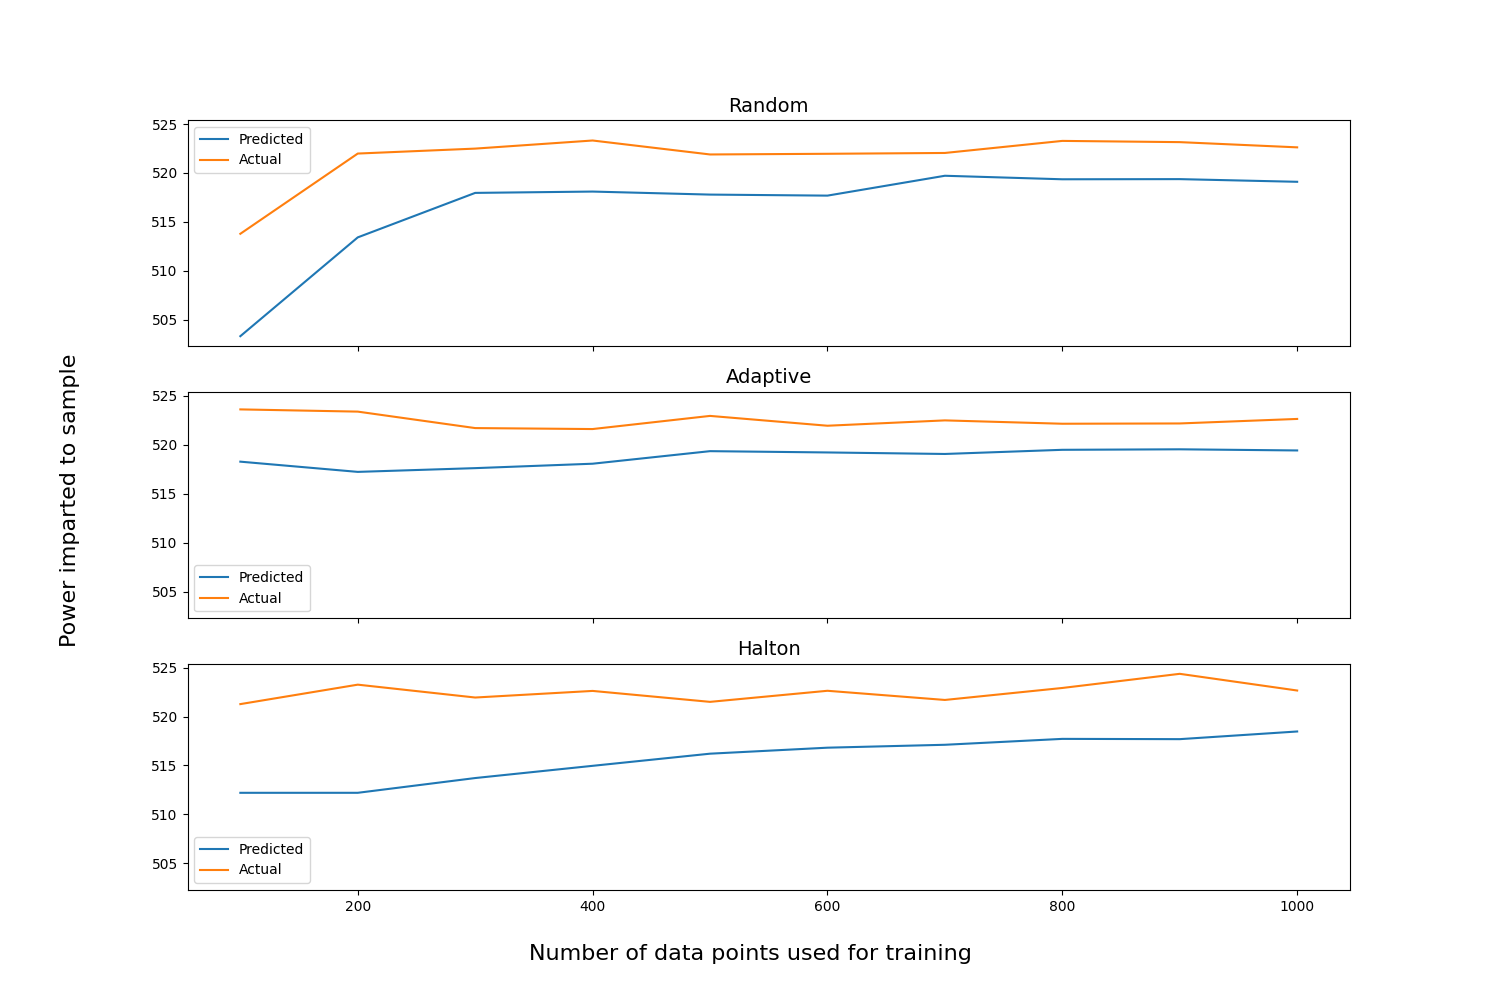 Random
525
520
515
510
505
Predicted
Actual
Adaptive
525
520
515
510
505
Predicted
Actual
Halton
525
520
515
510
505
Predicted
Actual
200 400 600 800 1000
Number of data points used for training
Power imparted to sample